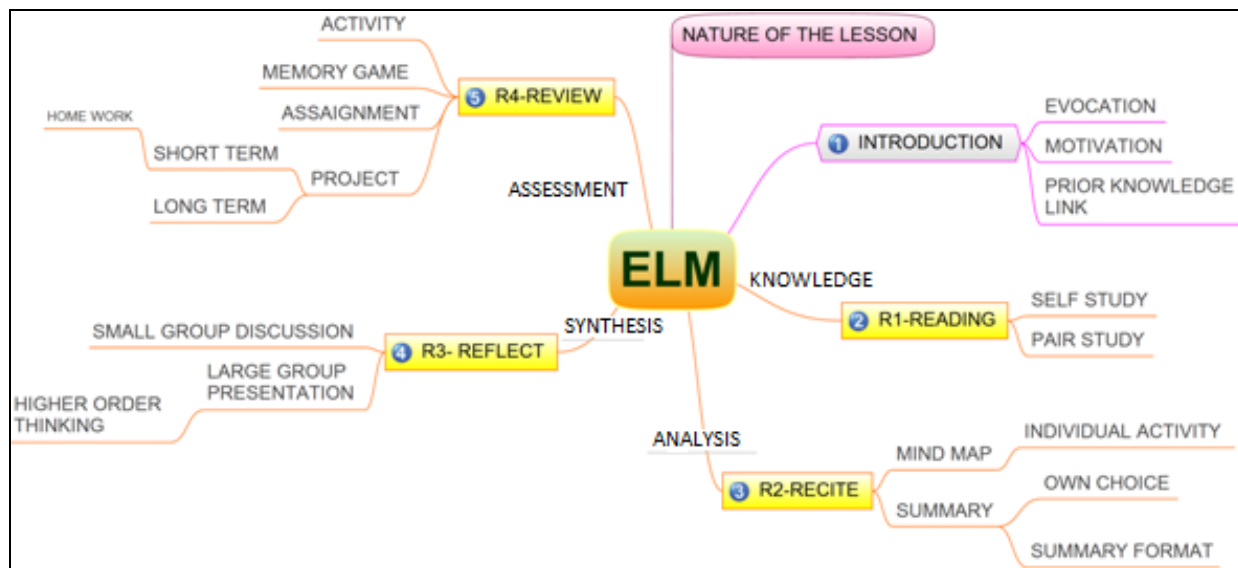 NATURE OF THE LESSON
ELM
1 INTRODUCTION
EVOCATION
MOTIVATION
PRIOR KNOWLEDGE
LINK
KNOWLEDGE
2 R1-READING
SELF STUDY
PAIR STUDY
ANALYSIS
3 R2-RECITE
MIND MAP
INDIVIDUAL ACTIVITY
SUMMARY
OWN CHOICE
SUMMARY FORMAT
SYNTHESIS
4 R3- REFLECT
SMALL GROUP DISCUSSION
LARGE GROUP
PRESENTATION
HIGHER ORDER
THINKING
ASSESSMENT
5 R4-REVIEW
ACTIVITY
MEMORY GAME
ASSAIGNMENT
PROJECT
SHORT TERM
HOME WORK
LONG TERM